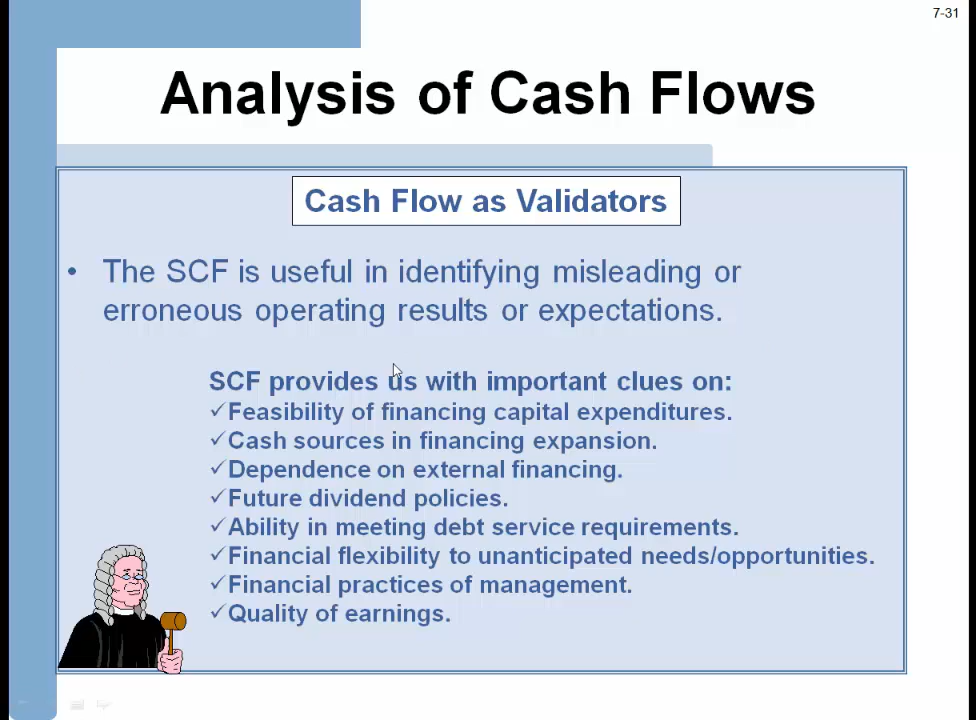 7-31
Analysis of Cash Flows
Cash Flow as Validators
• The SCF is useful in identifying misleading or
erroneous operating results or expectations.
SCF provides us with important clues on:
✓Feasibility of financing capital expenditures.
✓Cash sources in financing expansion.
✓Dependence on external financing.
✓Future dividend policies.
✓Ability in meeting debt service requirements.
✓Financial flexibility to unanticipated needs/opportunities.
✓Financial practices of management.
✓Quality of earnings.